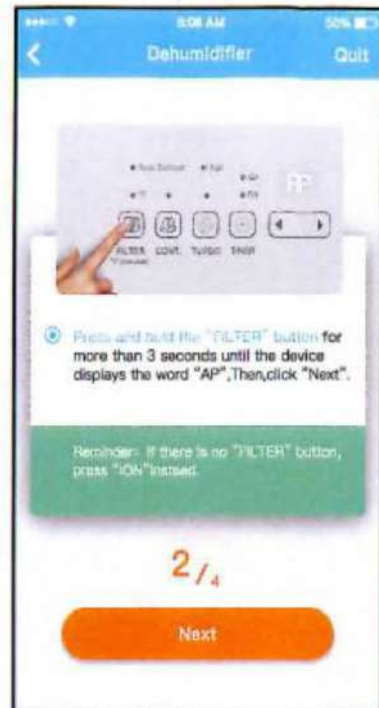 9:08 AM
50%
Dehumidifier
Quit
AP
FILTER
CONT.
TURBO
TIMER
Press and hold the "FILTER" button for
more than 3 seconds until the device
displays the word "AP",Then,click "Next".
Reminder: If there is no "FILTER" button,
press "ION"instead.
2/4
Next